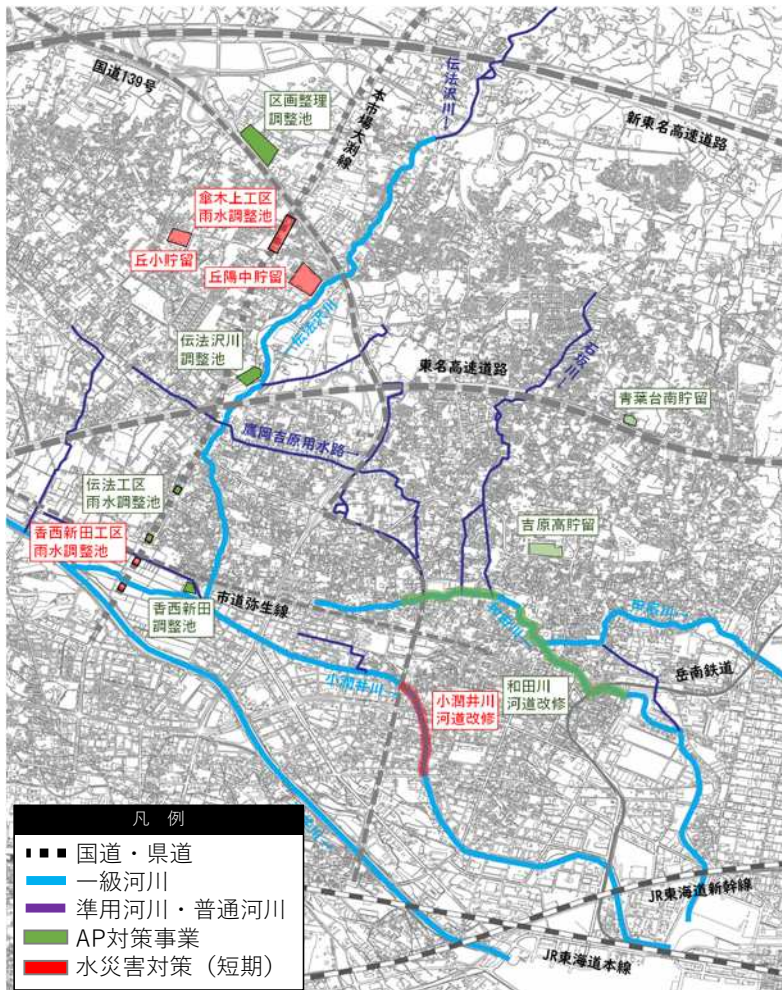 国道139号
伝法沢川→
本市場大渕線
新東名高速道路
区画整理
調整池
傘木上工区
雨水調整池
丘小貯留
丘陽中貯留
←伝法沢川
伝法沢川
調整池
東名高速道路
石坂川→
青葉台南貯留
鷹岡吉原用水路→
伝法工区
雨水調整池
香西新田工区
雨水調整池
吉原高貯留
香西新田
調整池
市道弥生線
和田川→
岳南鉄道
小潤井川→
小潤井川
河道改修
和田川
河道改修
凡 例
国道・県道
一級河川
準用河川・普通河川
AP対策事業
水災害対策（短期）
JR東海道新幹線
JR東海道本線